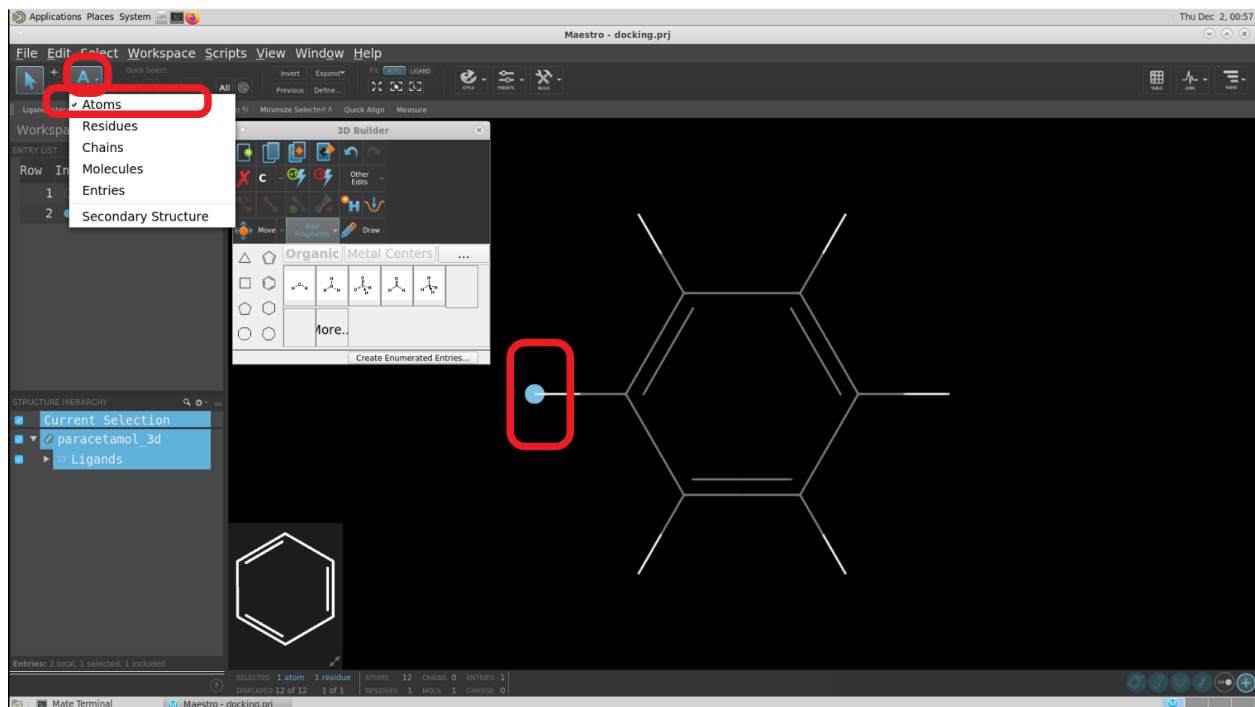 Applications Places System
Thu Dec 2, 00:57
Maestro - docking.prj
File Edit Select Workspace Scripts View Window Help
Quick Select:
Invert Expand
Fit: AUTO LIGAND
A
All
Previous Define...
STYLE
PRESETS
BUILD
TABLE
JOBS
TASKS
Minimize Selected A
Quick Align
Measure
Atoms
Residues
Chains
Molecules
Entries
Secondary Structure
ENTRY LIST
Row In
1
2
3D Builder
C
Other
Edits
H
Move
Add
Fragments
Draw
Organic
Metal Centers
...
More..
Create Enumerated Entries...
STRUCTURE HIERARCHY
Current Selection
paracetamol_3d
Ligands
Entries: 2 total, 1 selected, 1 included
SELECTED 1 atom 1 residue ATOMS 12 CHAINS 0 ENTRIES 1
DISPLAYED 12 of 12 1 of 1 RESIDUES 1 MOLS 1 CHARGE 0
Mate Terminal
Maestro - docking.prj